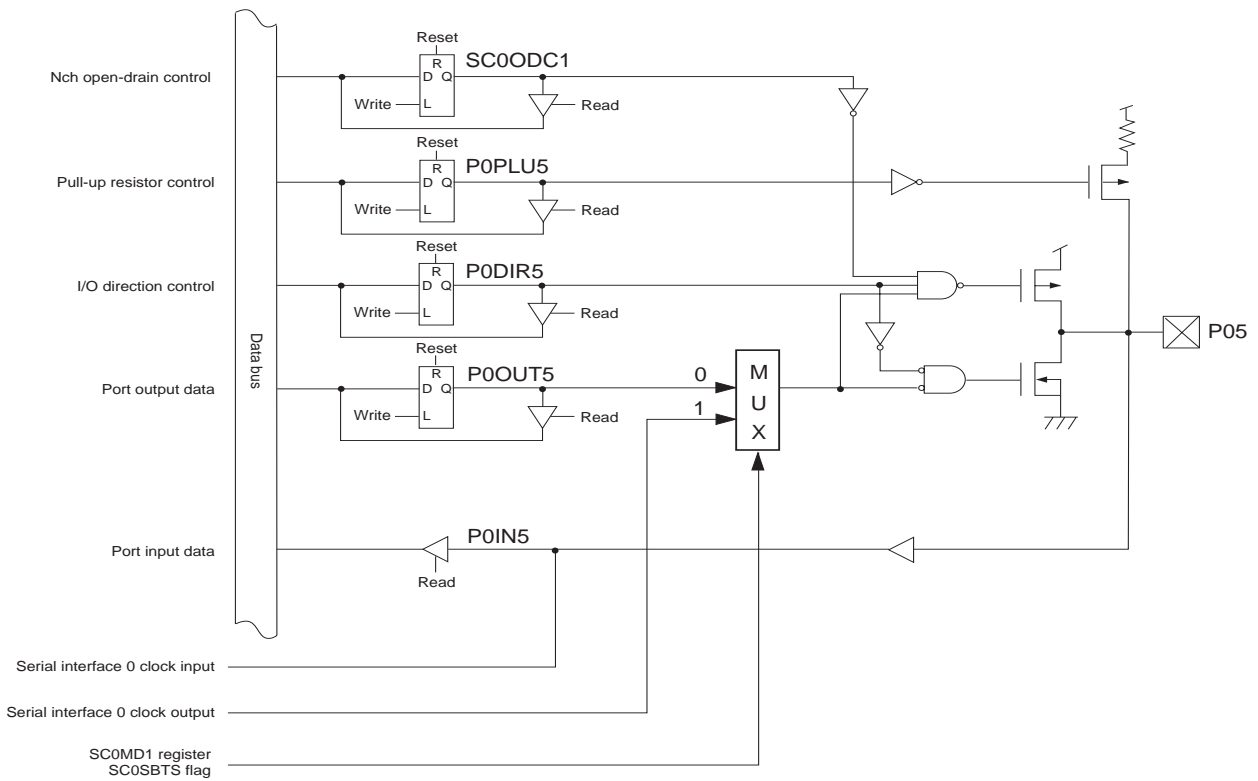 Reset
SC0ODC1
Nch open-drain control
R
D Q
Write
L
Read
Reset
P0PLU5
Pull-up resistor control
R
D Q
Write
L
Read
Reset
P0DIR5
I/O direction control
R
D Q
Write
L
Read
Data bus
P05
Reset
P0OUT5
Port output data
R
D Q
Write
L
Read
0
1
M
U
X
P0IN5
Port input data
Read
Serial interface 0 clock input
Serial interface 0 clock output
SC0MD1 register
SC0SBTS flag